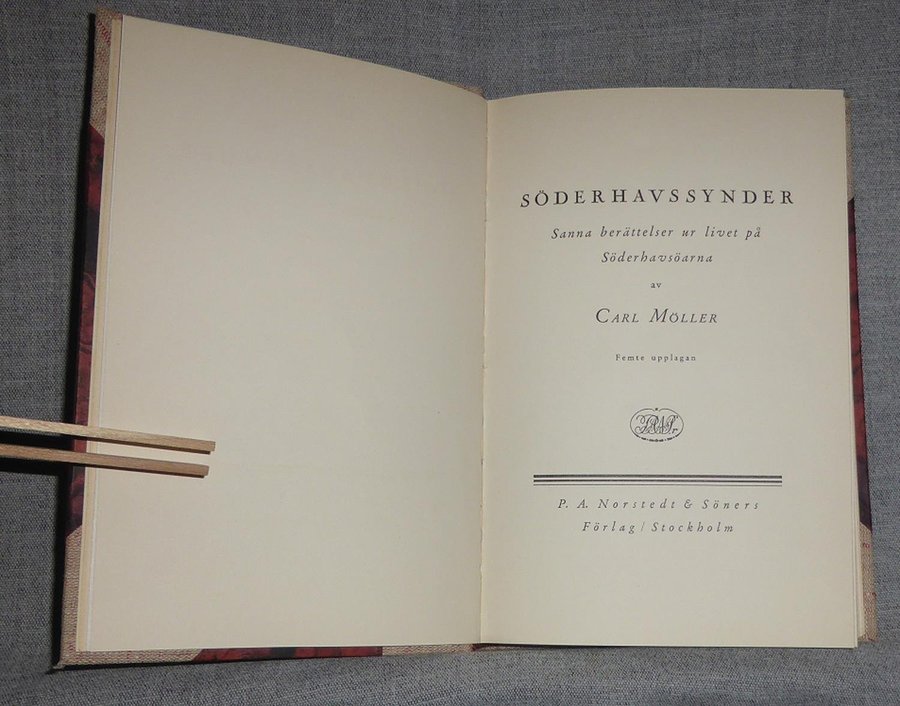 SÖDERHAVSSYNDER
Sanna berättelser ur livet på
Söderhavsöarna
av
CARL MÖLLER
Femte upplagan
P. A. Norstedt & Söners
Förlag / Stockholm